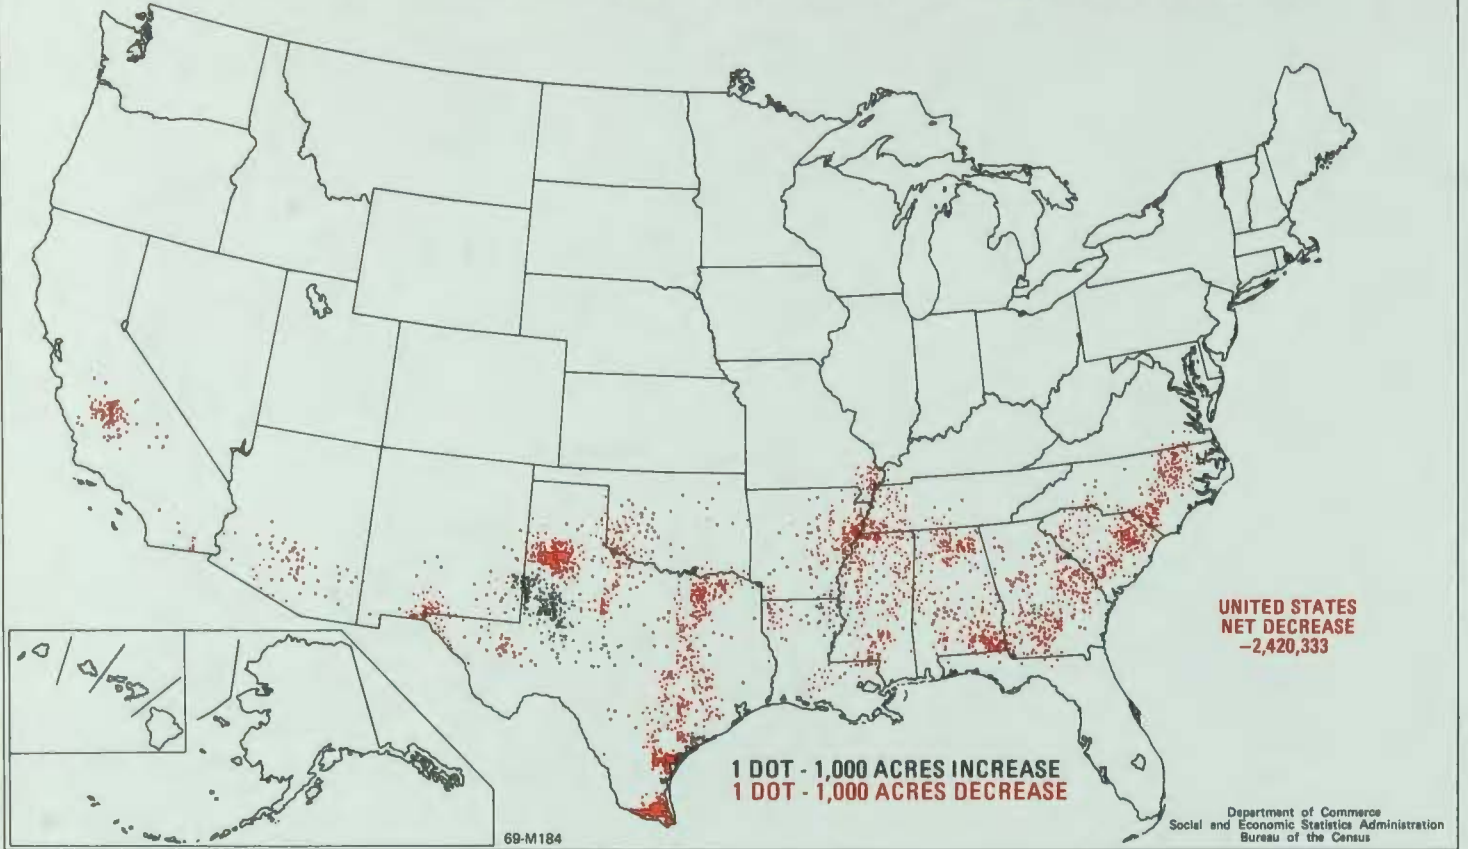 UNITED STATES
NET DECREASE
−2,420,333
1 DOT - 1,000 ACRES INCREASE
1 DOT - 1,000 ACRES DECREASE
69-M184
Department of Commerce
Social and Economic Statistics Administration
Bureau of the Census